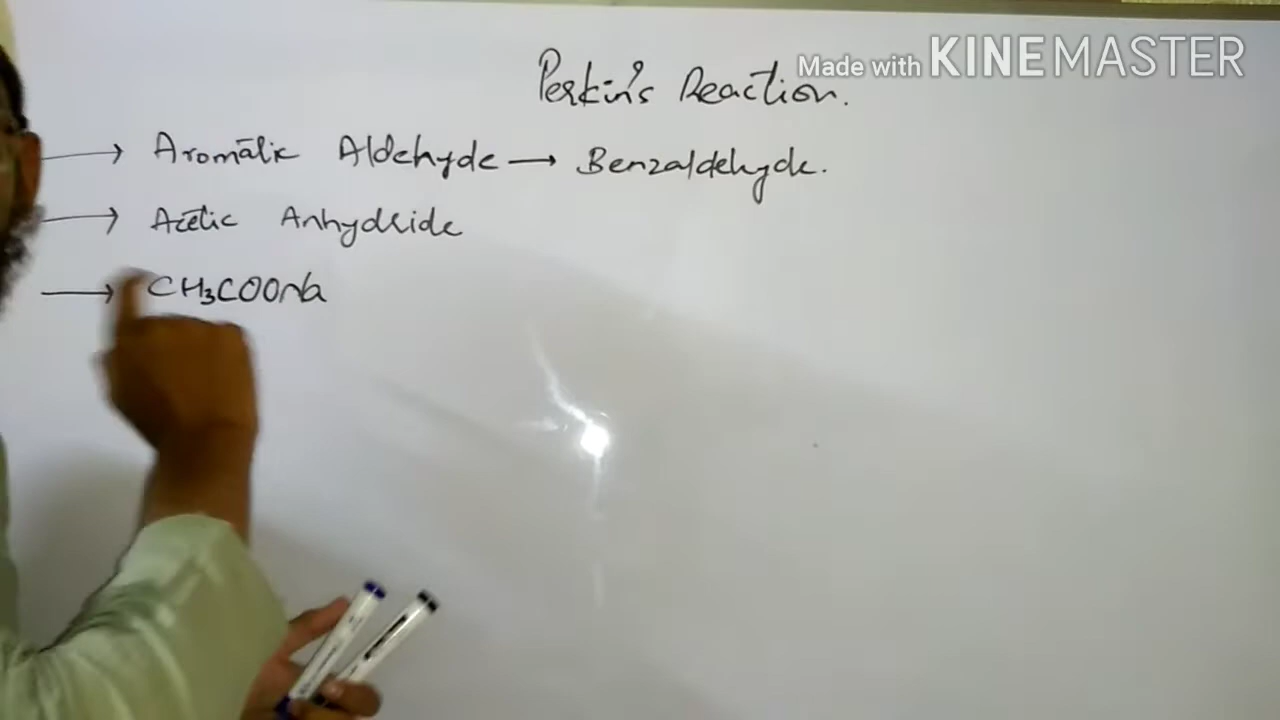 Perkin's Reaction.
Made with KINEMASTER
→ Aromatic Aldehyde → Benzaldehyde.
→ Acetic Anhydride
→ CH₃COONa